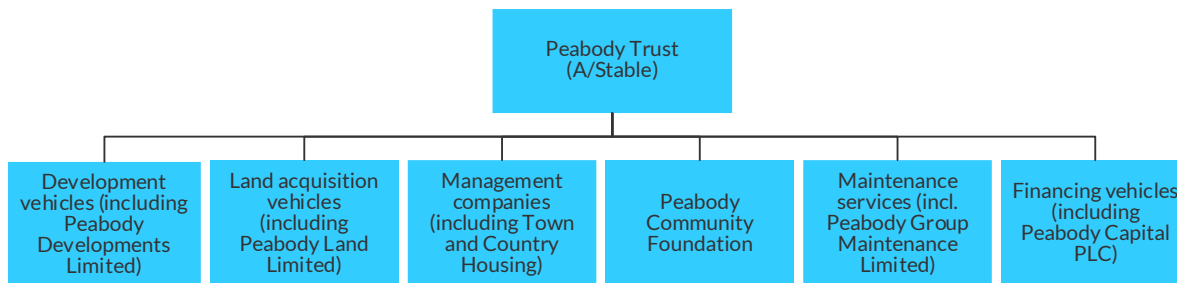 Peabody Trust
(A/Stable)
Development
vehicles (including
Peabody
Developments
Limited)
Land acquisition
vehicles
(including
Peabody Land
Limited)
Management
companies
(including Town
and Country
Housing)
Peabody
Community
Foundation
Maintenance
services (incl.
Peabody Group
Maintenance
Limited)
Financing vehicles
(including
Peabody Capital
PLC)